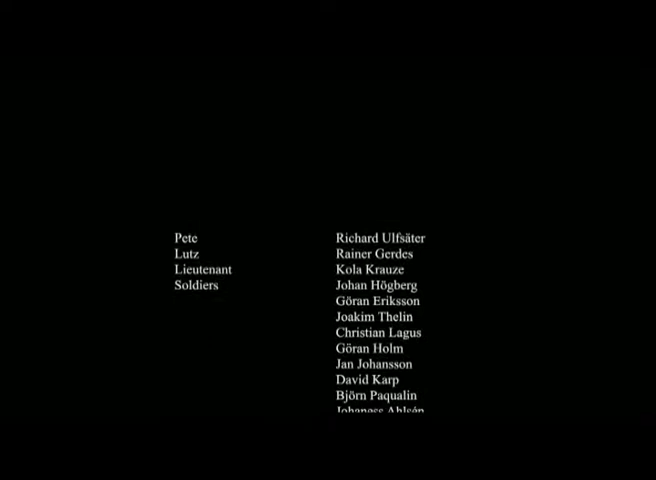 Pete Richard Ulfsäter
Lutz Rainer Gerdes
Lieutenant Kola Krauze
Soldiers Johan Högberg
Göran Eriksson
Joakim Thelin
Christian Lagus
Göran Holm
Jan Johansson
David Karp
Björn Paqualin